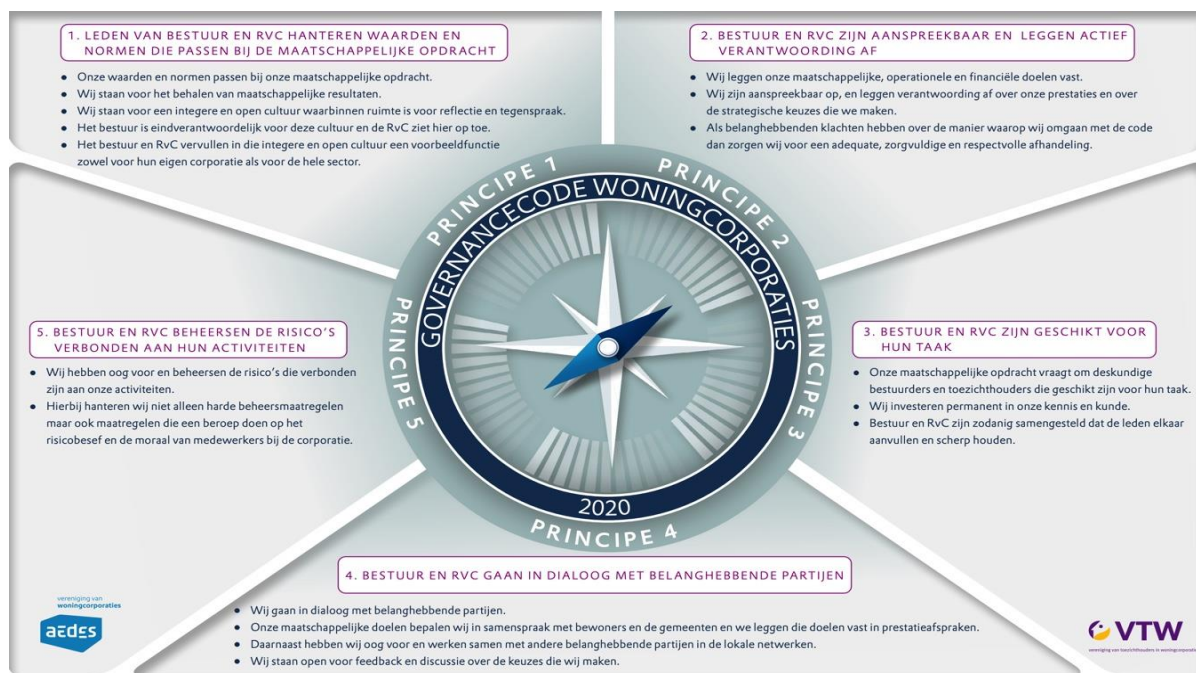 1. LEDEN VAN BESTUUR EN RVC HANTEREN WAARDEN EN
NORMEN DIE PASSEN BIJ DE MAATSCHAPPELIJKE OPDRACHT
• Onze waarden en normen passen bij onze maatschappelijke opdracht.
• Wij staan voor het behalen van maatschappelijke resultaten.
• Wij staan voor een integere en open cultuur waarbinnen ruimte is voor reflectie en tegenspraak.
• Het bestuur is eindverantwoordelijk voor deze cultuur en de RvC ziet hier op toe.
• Het bestuur en RvC vervullen in die integere en open cultuur een voorbeeldfunctie
zowel voor hun eigen corporatie als voor de hele sector.
2. BESTUUR EN RVC ZIJN AANSPREEKBAAR EN LEGGEN ACTIEF
VERANTWOORDING AF
• Wij leggen onze maatschappelijke, operationele en financiële doelen vast.
• Wij zijn aanspreekbaar op, en leggen verantwoording af over onze prestaties en over
de strategische keuzes die we maken.
• Als belanghebbenden klachten hebben over de manier waarop wij omgaan met de code
dan zorgen wij voor een adequate, zorgvuldige en respectvolle afhandeling.
PRINCIPE 1
PRINCIPE 2
PRINCIPE 3
PRINCIPE 4
PRINCIPE 5
GOVERNANCECODE WONINGCORPORATIES
2020
3. BESTUUR EN RVC ZIJN GESCHIKT VOOR
HUN TAAK
• Onze maatschappelijke opdracht vraagt om deskundige
bestuurders en toezichthouders die geschikt zijn voor hun taak.
• Wij investeren permanent in onze kennis en kunde.
• Bestuur en RvC zijn zodanig samengesteld dat de leden elkaar
aanvullen en scherp houden.
4. BESTUUR EN RVC GAAN IN DIALOOG MET BELANGHEBBENDE PARTIJEN
• Wij gaan in dialoog met belanghebbende partijen.
• Onze maatschappelijke doelen bepalen wij in samenspraak met bewoners en de gemeenten en we leggen die doelen vast in prestatieafspraken.
• Daarnaast hebben wij oog voor en werken samen met andere belanghebbende partijen in de lokale netwerken.
• Wij staan open voor feedback en discussie over de keuzes die wij maken.
5. BESTUUR EN RVC BEHEERSEN DE RISICO'S
VERBONDEN AAN HUN ACTIVITEITEN
• Wij hebben oog voor en beheersen de risico's die verbonden
zijn aan onze activiteiten.
• Hierbij hanteren wij niet alleen harde beheersmaatregelen
maar ook maatregelen die een beroep doen op het
risicobesef en de moraal van medewerkers bij de corporatie.
vereniging van
woningcorporaties
aedes
VTW
vereniging van toezichthouders in woningcorporaties